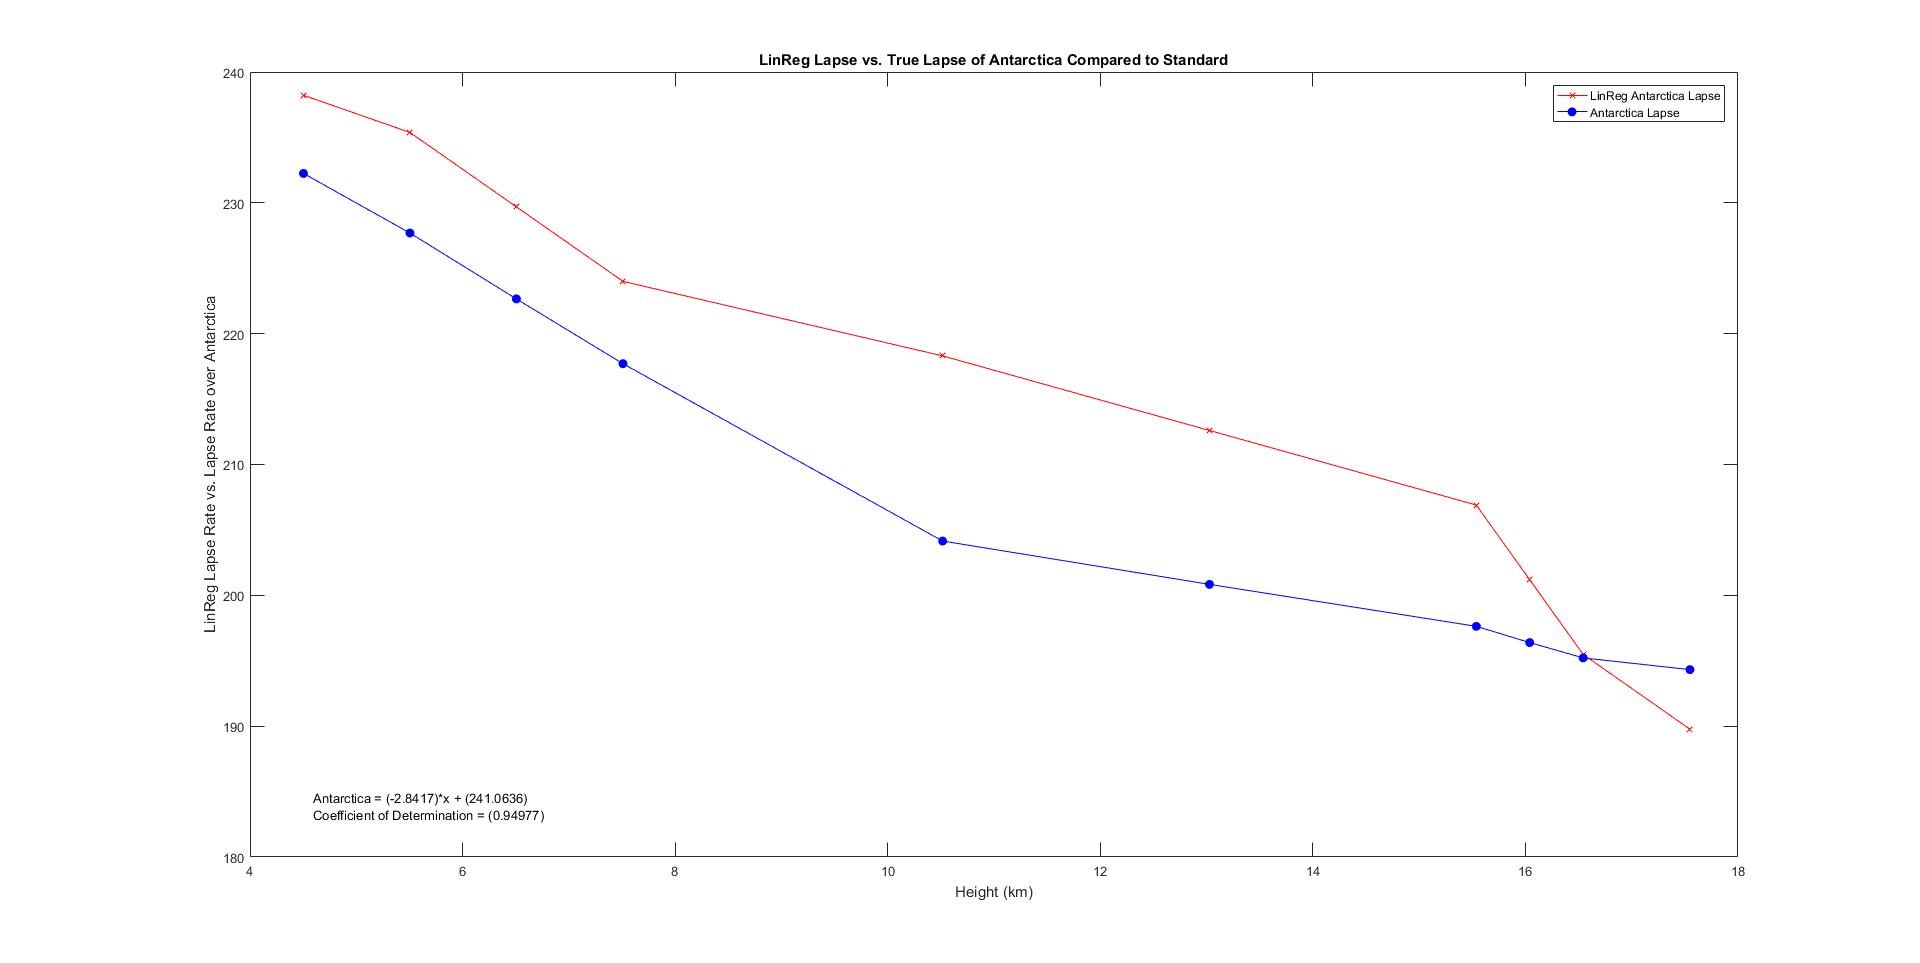 LinReg Lapse vs. True Lapse of Antarctica Compared to Standard
LinReg Antarctica Lapse
Antarctica Lapse
LinReg Lapse Rate vs. Lapse Rate over Antarctica
240
230
220
210
200
190
180
Antarctica = (-2.8417)*x + (241.0636)
Coefficient of Determination = (0.94977)
4
6
8
10
12
14
16
18
Height (km)